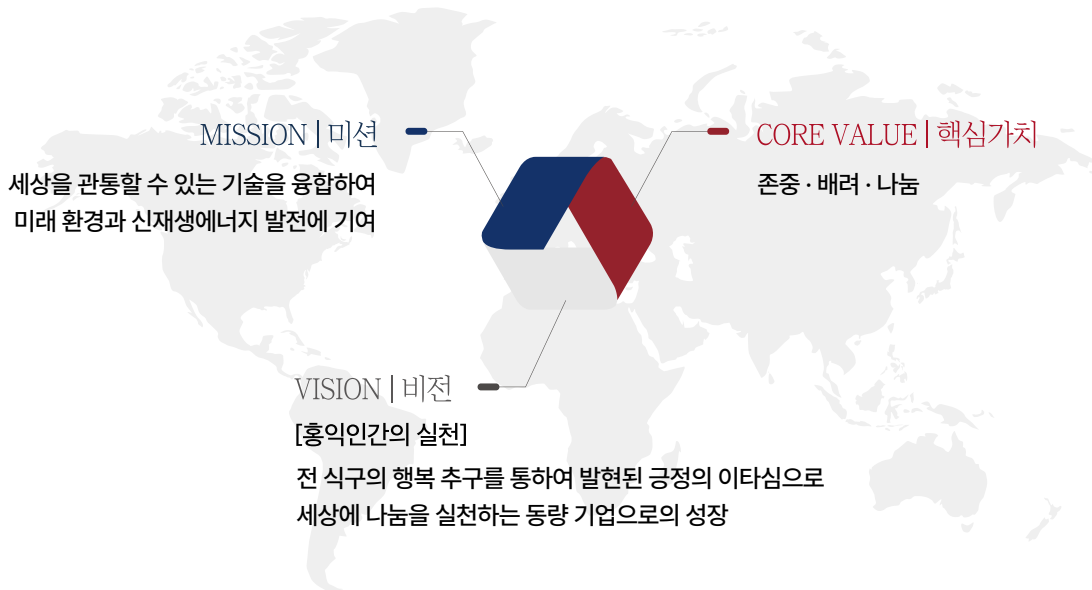 MISSION | 미션
세상을 관통할 수 있는 기술을 융합하여
미래 환경과 신재생에너지 발전에 기여
CORE VALUE | 핵심가치
존중 · 배려 · 나눔
VISION | 비전
[홍익인간의 실천]
전 식구의 행복 추구를 통하여 발현된 긍정의 이타심으로
세상에 나눔을 실천하는 동량 기업으로의 성장